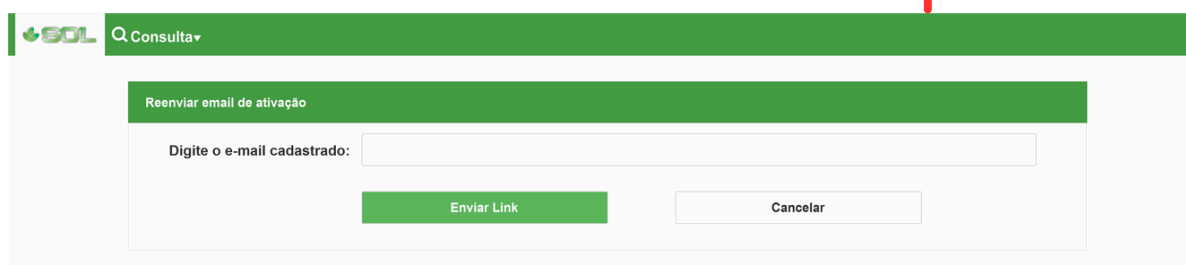 SOL Consulta
Reenviar email de ativação
Digite o e-mail cadastrado:
Enviar Link Cancelar